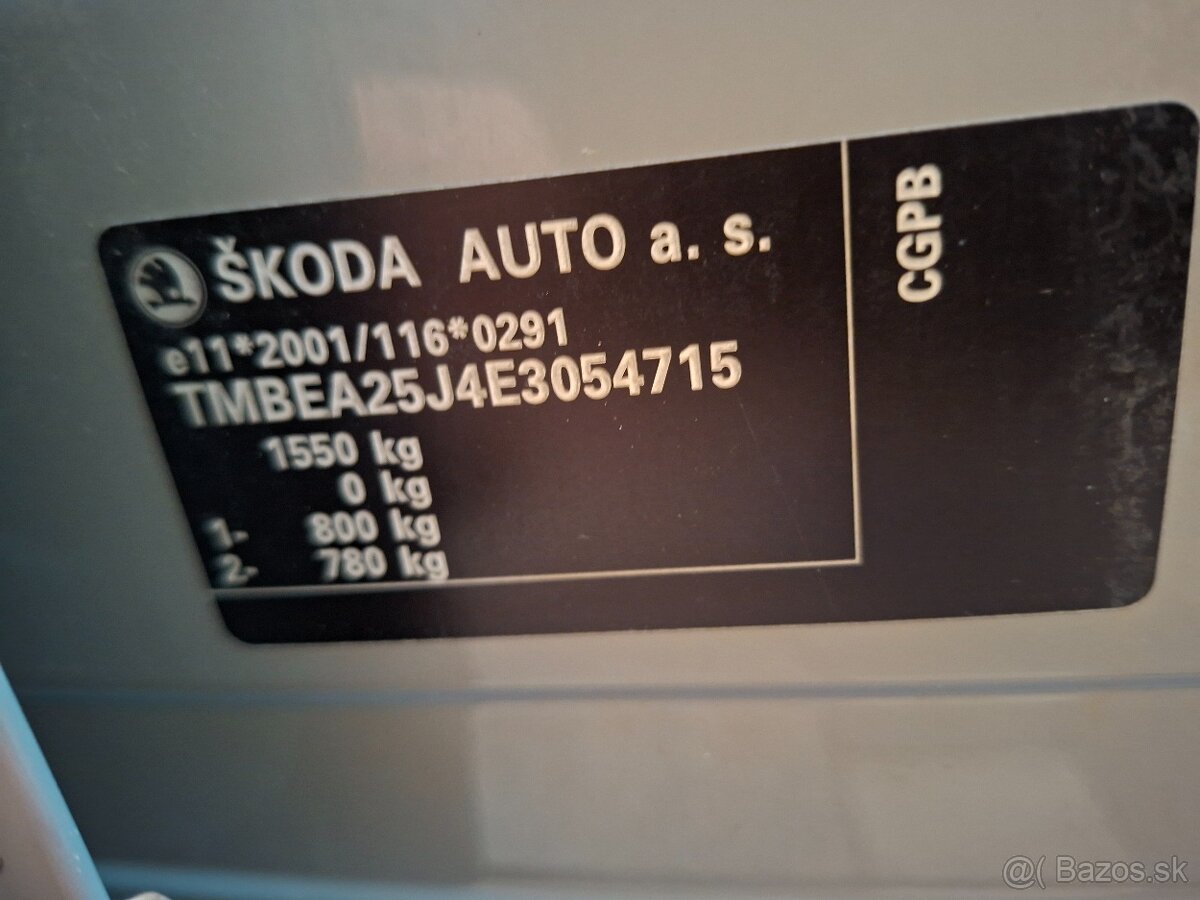 ŠKODA AUTO a. s.
e11*2001/116*0291
TMBEA25J4E3054715
1550 kg
0 kg
1- 800 kg
2- 780 kg
CGPB
@( Bazos.sk